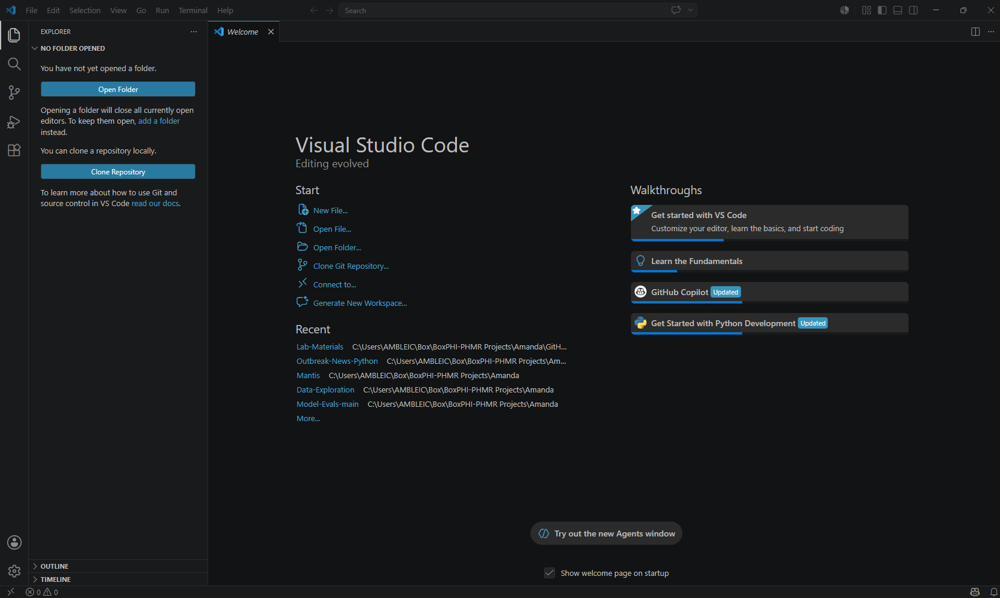 File Edit Selection View Go Run Terminal Help
Search
EXPLORER
Welcome
NO FOLDER OPENED
You have not yet opened a folder.
Open Folder
Opening a folder will close all currently open
editors. To keep them open, add a folder
instead.
You can clone a repository locally.
Clone Repository
To learn more about how to use Git and
source control in VS Code read our docs.
Visual Studio Code
Editing evolved
Start
New File...
Open File...
Open Folder...
Clone Git Repository...
Connect to...
Generate New Workspace...
Recent
Lab-Materials C:\Users\AMBLEIC\Box\BoxPHI-PHMR Projects\Amanda\GitH...
Outbreak-News-Python C:\Users\AMBLEIC\Box\BoxPHI-PHMR Projects\Am...
Mantis C:\Users\AMBLEIC\Box\BoxPHI-PHMR Projects\Amanda
Data-Exploration C:\Users\AMBLEIC\Box\BoxPHI-PHMR Projects\Amanda
Model-Evals-main C:\Users\AMBLEIC\Box\BoxPHI-PHMR Projects\Amanda
More...
Walkthroughs
Get started with VS Code
Customize your editor, learn the basics, and start coding
Learn the Fundamentals
GitHub Copilot Updated
Get Started with Python Development Updated
Try out the new Agents window
Show welcome page on startup
OUTLINE
TIMELINE
0 0